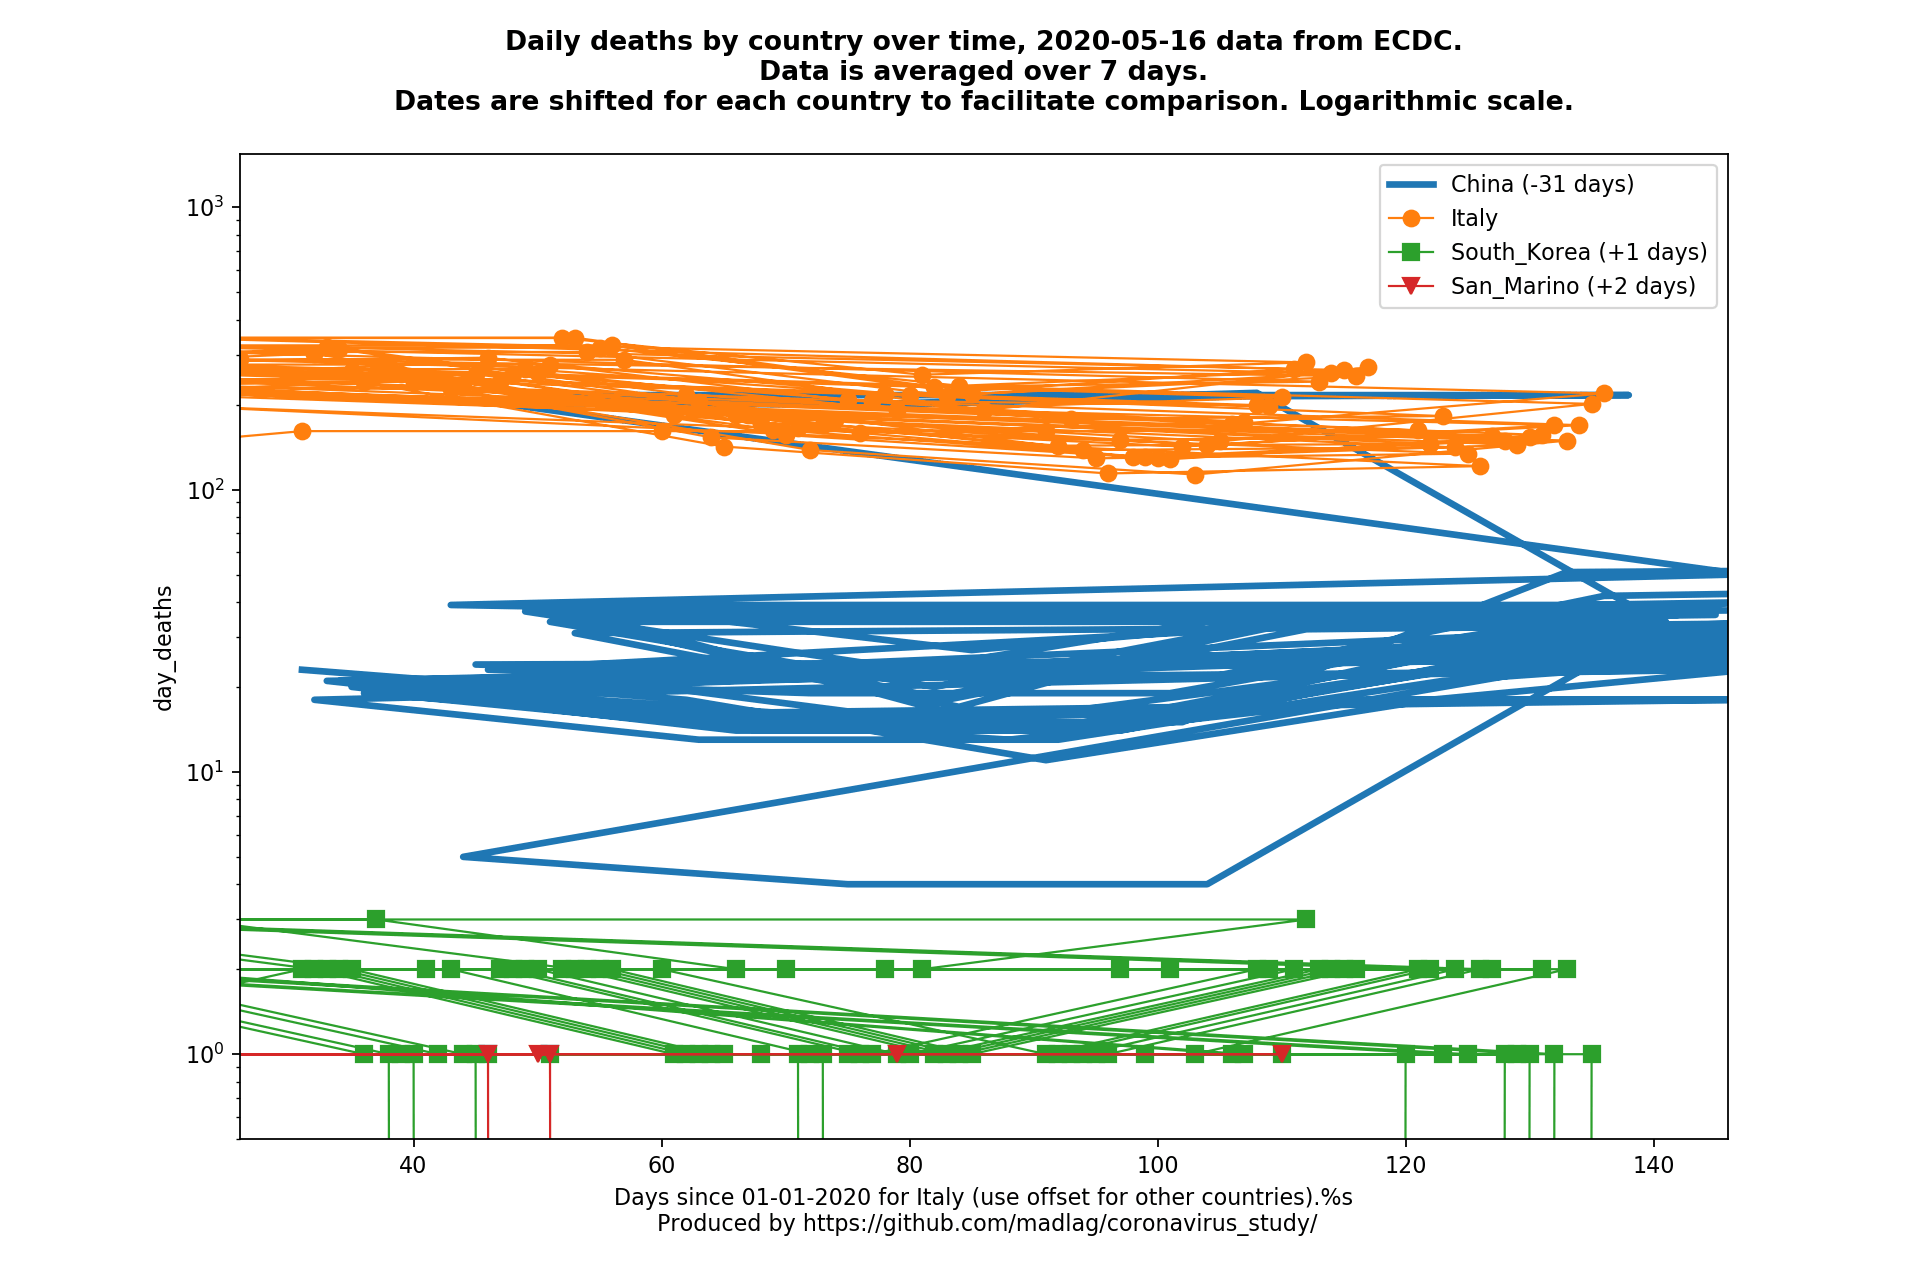 Daily deaths by country over time, 2020-05-16 data from ECDC.
Data is averaged over 7 days.
Dates are shifted for each country to facilitate comparison. Logarithmic scale.
China (-31 days)
Italy
South_Korea (+1 days)
San_Marino (+2 days)
10³
10²
10¹
10⁰
day_deaths
40 60 80 100 120 140
Days since 01-01-2020 for Italy (use offset for other countries).%s
Produced by https://github.com/madlag/coronavirus_study/